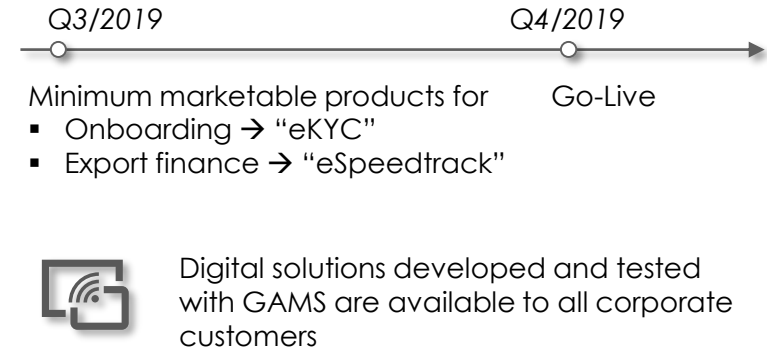 Q3/2019 Q4/2019
Minimum marketable products for Go-Live
▪ Onboarding → “eKYC”
▪ Export finance → “eSpeedtrack”
Digital solutions developed and tested
with GAMS are available to all corporate
customers